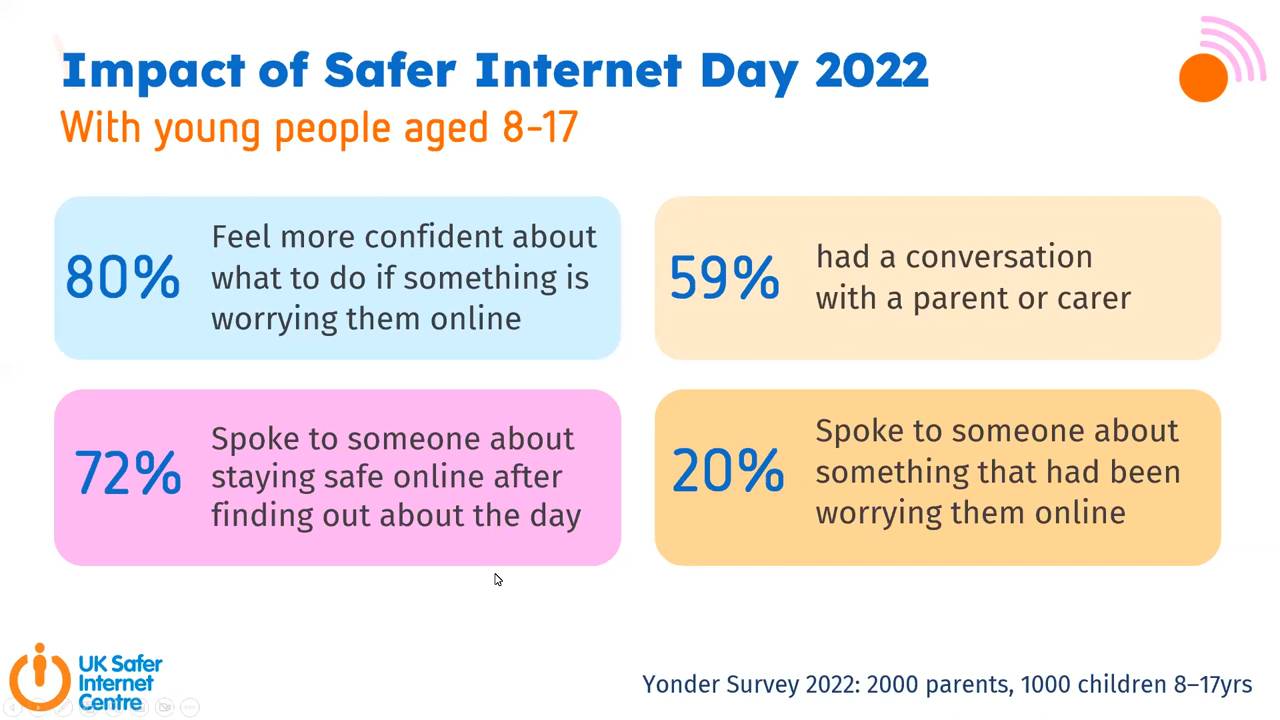 Impact of Safer Internet Day 2022
With young people aged 8-17
80%
Feel more confident about
what to do if something is
worrying them online
59%
had a conversation
with a parent or carer
72%
Spoke to someone about
staying safe online after
finding out about the day
20%
Spoke to someone about
something that had been
worrying them online
UK Safer
Internet
Centre
Yonder Survey 2022: 2000 parents, 1000 children 8–17yrs